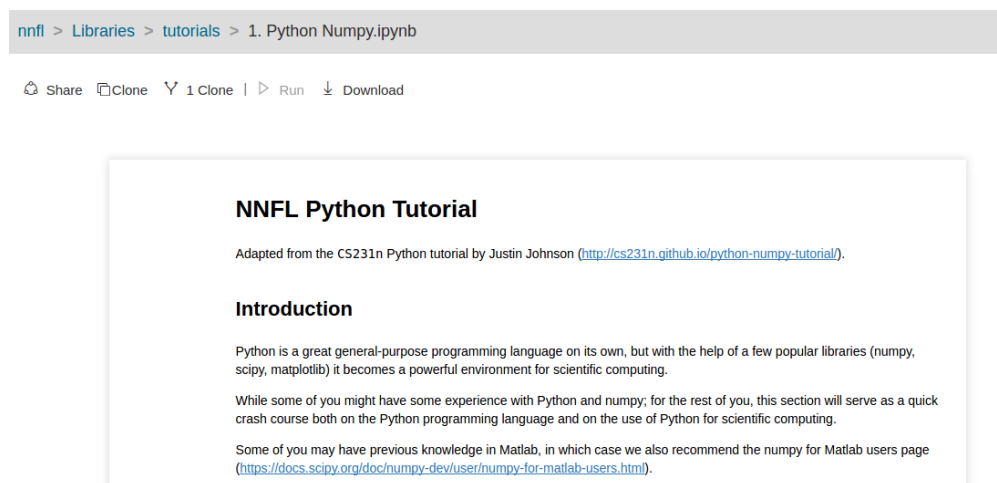 nnfl > Libraries > tutorials > 1. Python Numpy.ipynb
Share Clone 1 Clone | Run Download
NNFL Python Tutorial
Adapted from the CS231n Python tutorial by Justin Johnson (http://cs231n.github.io/python-numpy-tutorial/).
Introduction
Python is a great general-purpose programming language on its own, but with the help of a few popular libraries (numpy,
scipy, matplotlib) it becomes a powerful environment for scientific computing.
While some of you might have some experience with Python and numpy; for the rest of you, this section will serve as a quick
crash course both on the Python programming language and on the use of Python for scientific computing.
Some of you may have previous knowledge in Matlab, in which case we also recommend the numpy for Matlab users page
(https://docs.scipy.org/doc/numpy-dev/user/numpy-for-matlab-users.html).